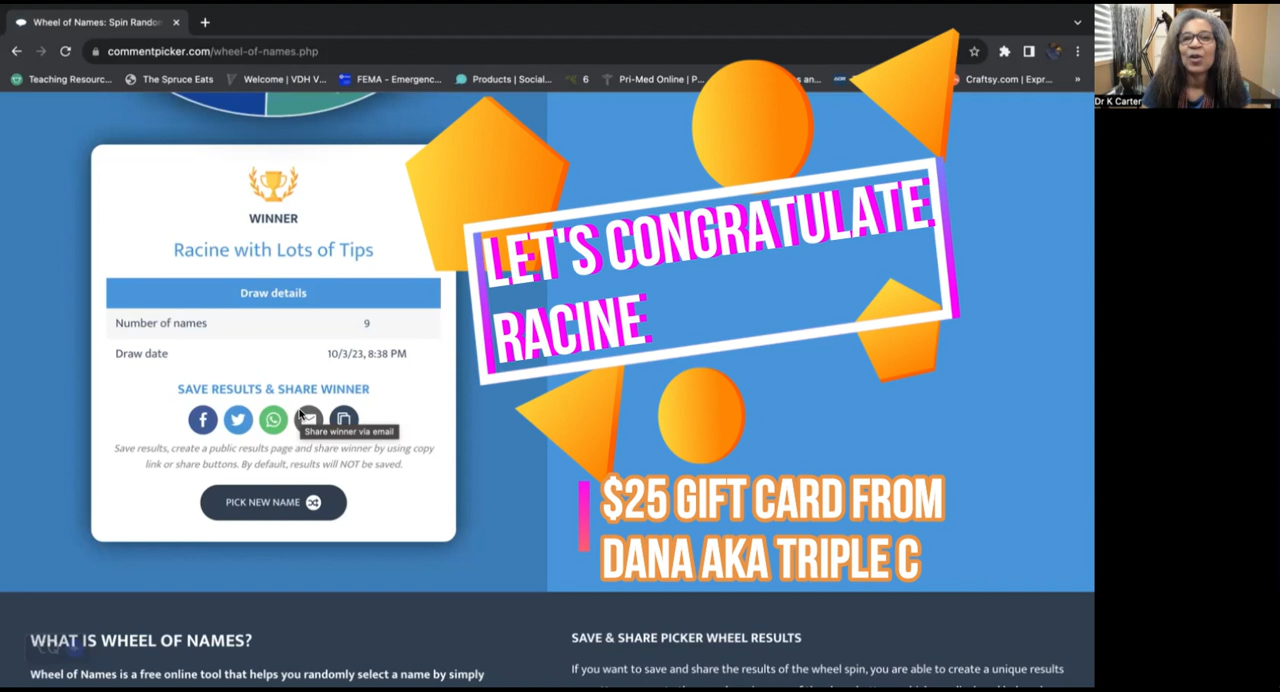 Wheel of Names: Spin Random
commentpicker.com/wheel-of-names.php
Teaching Resourc... The Spruce Eats Welcome | VDH V... FEMA - Emergenc... Products | Social... 6 Pri-Med Online | P... an... Craftsy.com | Expr... »
Dr K Carter
WINNER
Racine with Lots of Tips
Draw details
Number of names 9
Draw date 10/3/23, 8:38 PM
SAVE RESULTS & SHARE WINNER
Share winner via email
Save results, create a public results page and share winner by using copy
link or share buttons. By default, results will NOT be saved.
PICK NEW NAME
LET'S CONGRATULATE
RACINE
$25 GIFT CARD FROM
DANA AKA TRIPLE C
WHAT IS WHEEL OF NAMES?
Wheel of Names is a free online tool that helps you randomly select a name by simply
SAVE & SHARE PICKER WHEEL RESULTS
If you want to save and share the results of the wheel spin, you are able to create a unique results